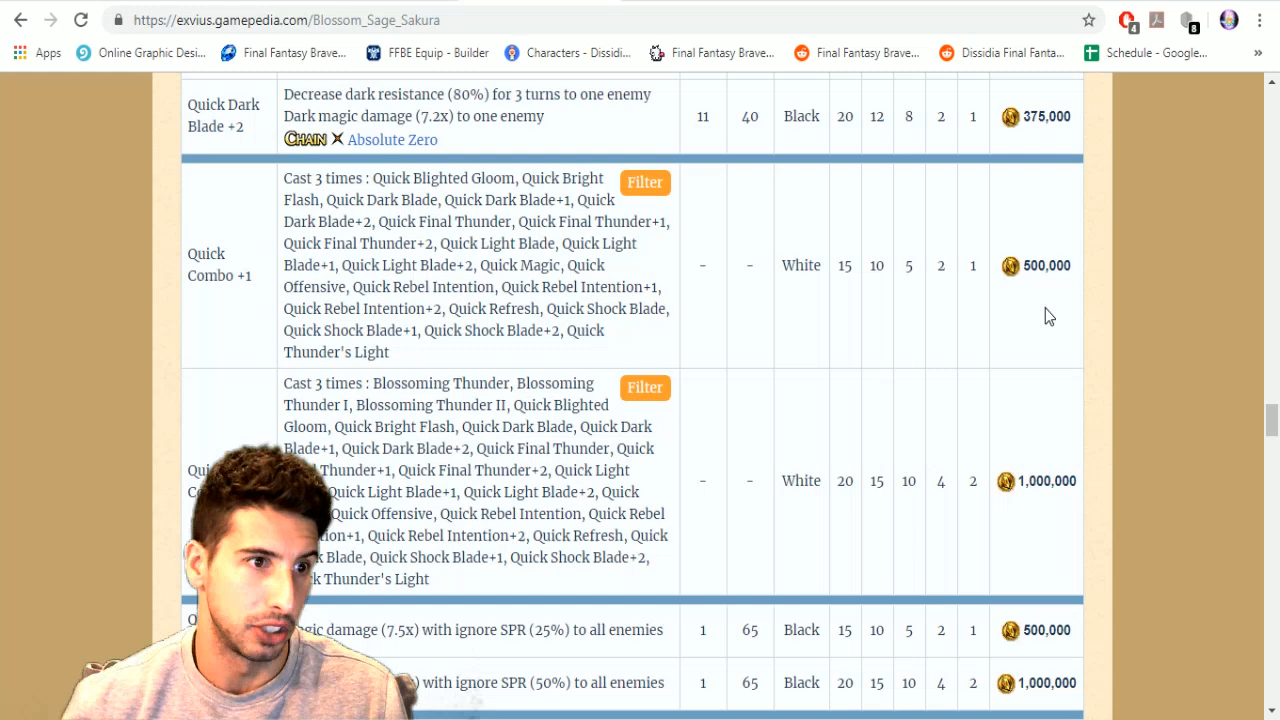 https://exvius.gamepedia.com/Blossom_Sage_Sakura
4
8
Apps
Online Graphic Desi...
Final Fantasy Brave...
FFBE Equip - Builder
Characters - Dissidi...
Final Fantasy Brave...
Final Fantasy Brave...
Dissidia Final Fanta...
Schedule - Google...
»
Quick Dark
Blade +2
Decrease dark resistance (80%) for 3 turns to one enemy
Dark magic damage (7.2x) to one enemy
CHAIN Absolute Zero
11
40
Black
20
12
8
2
1
375,000
Quick
Combo +1
Cast 3 times : Quick Blighted Gloom, Quick Bright
Flash, Quick Dark Blade, Quick Dark Blade+1, Quick
Dark Blade+2, Quick Final Thunder, Quick Final Thunder+1,
Quick Final Thunder+2, Quick Light Blade, Quick Light
Blade+1, Quick Light Blade+2, Quick Magic, Quick
Offensive, Quick Rebel Intention, Quick Rebel Intention+1,
Quick Rebel Intention+2, Quick Refresh, Quick Shock Blade,
Quick Shock Blade+1, Quick Shock Blade+2, Quick
Thunder's Light
Filter
-
-
White
15
10
5
2
1
500,000
Cast 3 times : Blossoming Thunder, Blossoming
Thunder I, Blossoming Thunder II, Quick Blighted
Gloom, Quick Bright Flash, Quick Dark Blade, Quick Dark
Blade+1, Quick Dark Blade+2, Quick Final Thunder, Quick
Thunder+1, Quick Final Thunder+2, Quick Light
Quick Light Blade+1, Quick Light Blade+2, Quick
Quick Offensive, Quick Rebel Intention, Quick Rebel
+1, Quick Rebel Intention+2, Quick Refresh, Quick
Blade, Quick Shock Blade+1, Quick Shock Blade+2,
Thunder's Light
Filter
-
-
White
20
15
10
4
2
1,000,000
damage (7.5x) with ignore SPR (25%) to all enemies
1
65
Black
15
10
5
2
1
500,000
with ignore SPR (50%) to all enemies
1
65
Black
20
15
10
4
2
1,000,000